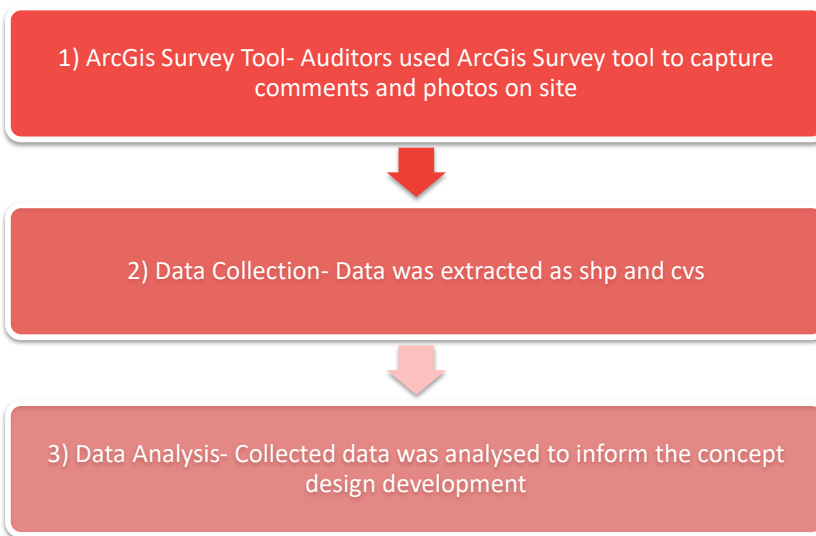 1) ArcGis Survey Tool- Auditors used ArcGis Survey tool to capture
comments and photos on site
2) Data Collection- Data was extracted as shp and cvs
3) Data Analysis- Collected data was analysed to inform the concept
design development